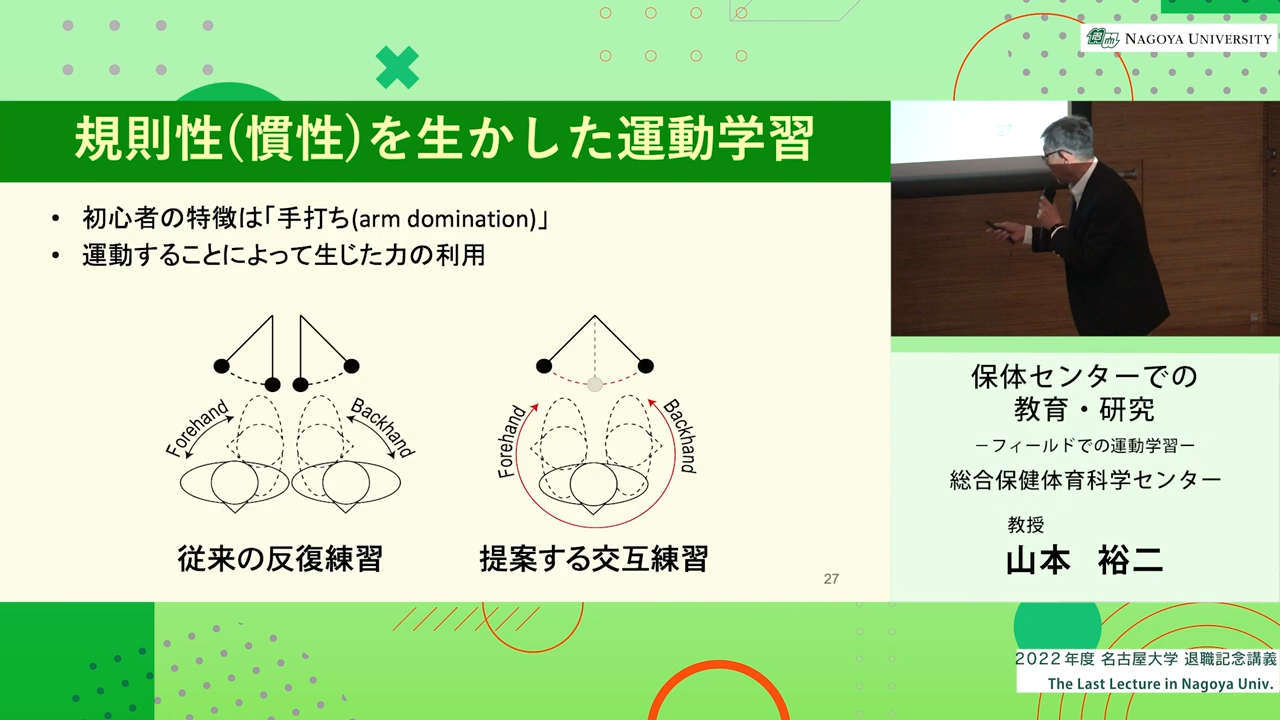 NAGOYA UNIVERSITY
規則性(慣性)を生かした運動学習
• 初心者の特徴は「手打ち(arm domination)」
• 運動することによって生じた力の利用
Forehand
Backhand
Forehand
Backhand
従来の反復練習
提案する交互練習
27
27
保体センターでの
教育・研究
－フィールドでの運動学習－
総合保健体育科学センター
教授
山本 裕二
2022年度 名古屋大学 退職記念講義
The Last Lecture in Nagoya Univ.